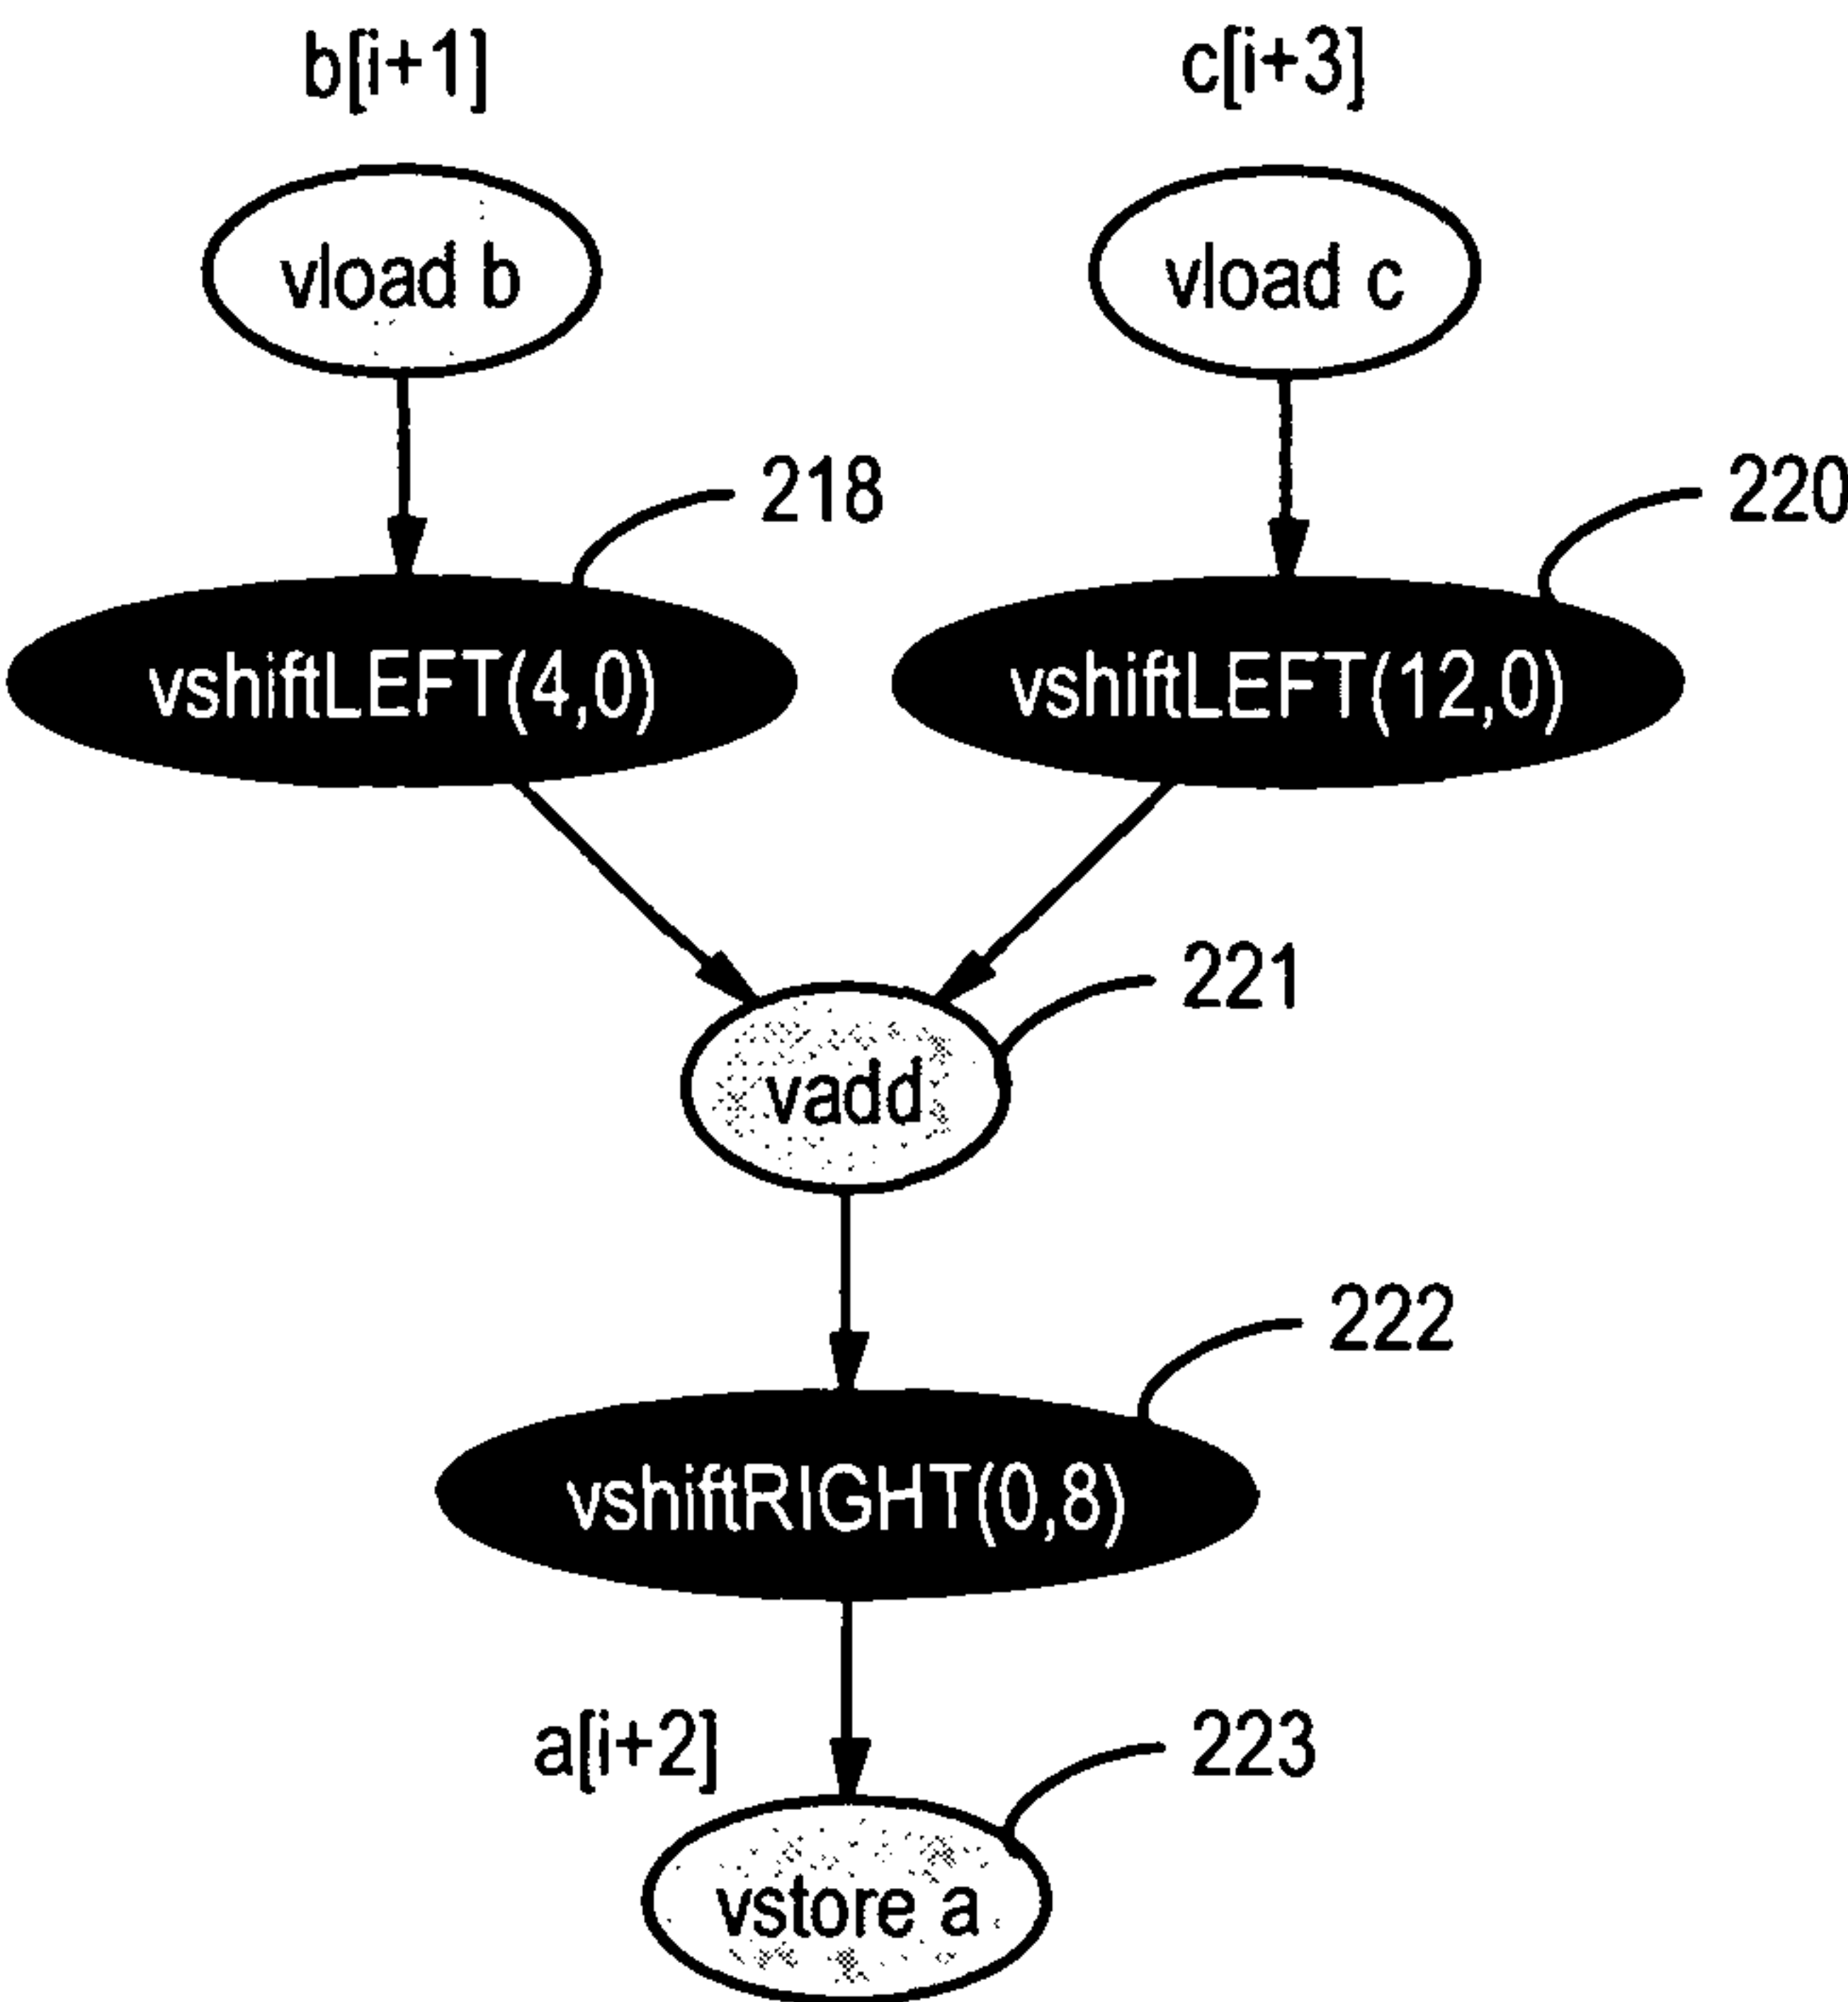 b[i+1]
c[i+3]
vload b
vload c
218
220
vshiftLEFT(4,0)
vshiftLEFT(12,0)
221
vadd
222
vshiftRIGHT(0,8)
a[i+2]
223
vstore a